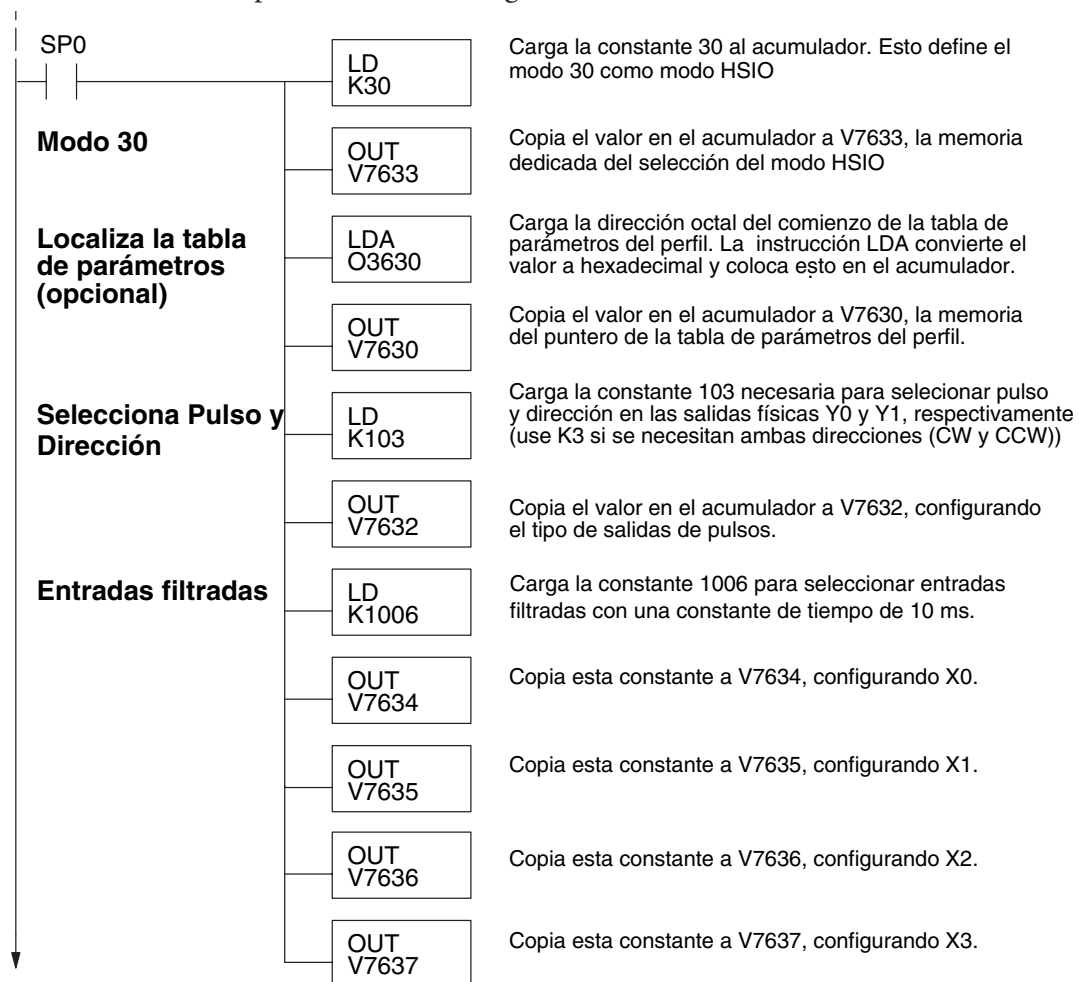 SP0
LD
K30
Carga la constante 30 al acumulador. Esto define el
modo 30 como modo HSIO
Modo 30
OUT
V7633
Copia el valor en el acumulador a V7633, la memoria
dedicada del selección del modo HSIO
Localiza la tabla
de parámetros
(opcional)
LDA
O3630
Carga la dirección octal del comienzo de la tabla de
parámetros del perfil. La instrucción LDA convierte el
valor a hexadecimal y coloca esto en el acumulador.
OUT
V7630
Copia el valor en el acumulador a V7630, la memoria
del puntero de la tabla de parámetros del perfil.
Selecciona Pulso y
Dirección
LD
K103
Carga la constante 103 necesaria para selecionar pulso
y dirección en las salidas físicas Y0 y Y1, respectivamente
(use K3 si se necesitan ambas direcciones (CW y CCW))
OUT
V7632
Copia el valor en el acumulador a V7632, configurando
el tipo de salidas de pulsos.
Entradas filtradas
LD
K1006
Carga la constante 1006 para seleccionar entradas
filtradas con una constante de tiempo de 10 ms.
OUT
V7634
Copia esta constante a V7634, configurando X0.
OUT
V7635
Copia esta constante a V7635, configurando X1.
OUT
V7636
Copia esta constante a V7636, configurando X2.
OUT
V7637
Copia esta constante a V7637, configurando X3.